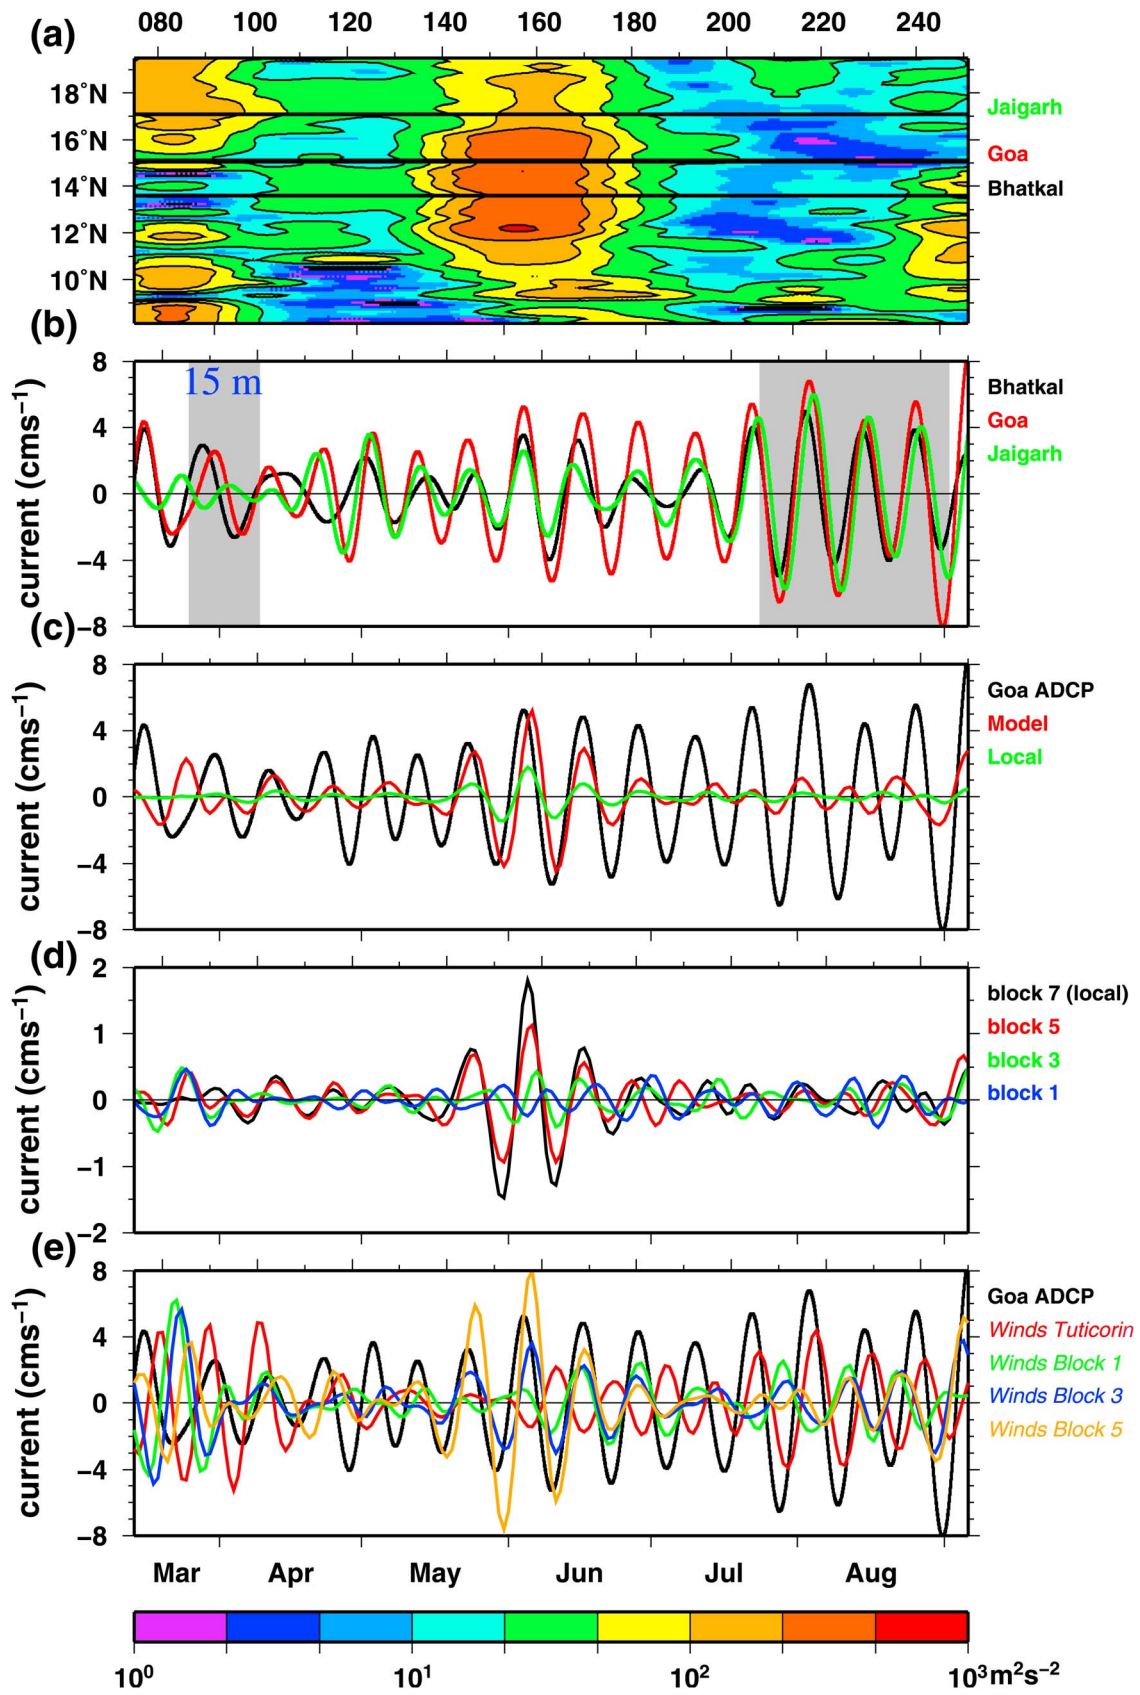 (a)
080 100 120 140 160 180 200 220 240
18°N
16°N
14°N
12°N
10°N
Jaigarh
Goa
Bhatkal
(b)
15 m
8
4
0
−4
−8
current (cms⁻¹)
Bhatkal
Goa
Jaigarh
(c)
8
4
0
−4
−8
current (cms⁻¹)
Goa ADCP
Model
Local
(d)
2
1
0
−1
−2
current (cms⁻¹)
block 7 (local)
block 5
block 3
block 1
(e)
8
4
0
−4
−8
current (cms⁻¹)
Goa ADCP
Winds Tuticorin
Winds Block 1
Winds Block 3
Winds Block 5
Mar Apr May Jun Jul Aug
10⁰ 10¹ 10² 10³ m²s⁻²